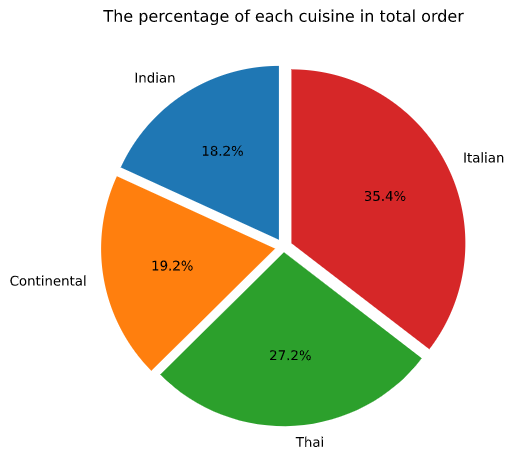 The percentage of each cuisine in total order
Indian
18.2%
Italian
35.4%
Continental
19.2%
Thai
27.2%